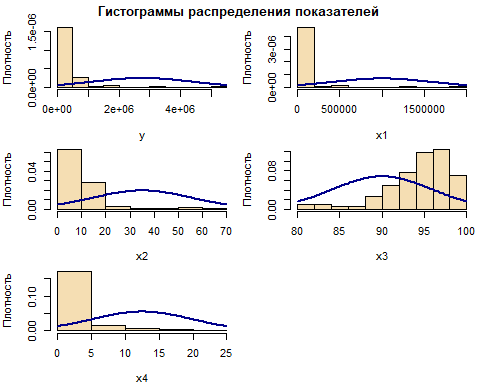 Гистограммы распределения показателей
Плотность
0.0e+00 1.5e-06
0e+00 2e+06 4e+06
y
Плотность
0e+00 3e-06
0 500000 1500000
x1
Плотность
0.00 0.04
0 10 20 30 40 50 60 70
x2
Плотность
0.00 0.08
80 85 90 95 100
x3
Плотность
0.00 0.10
0 5 10 15 20 25
x4